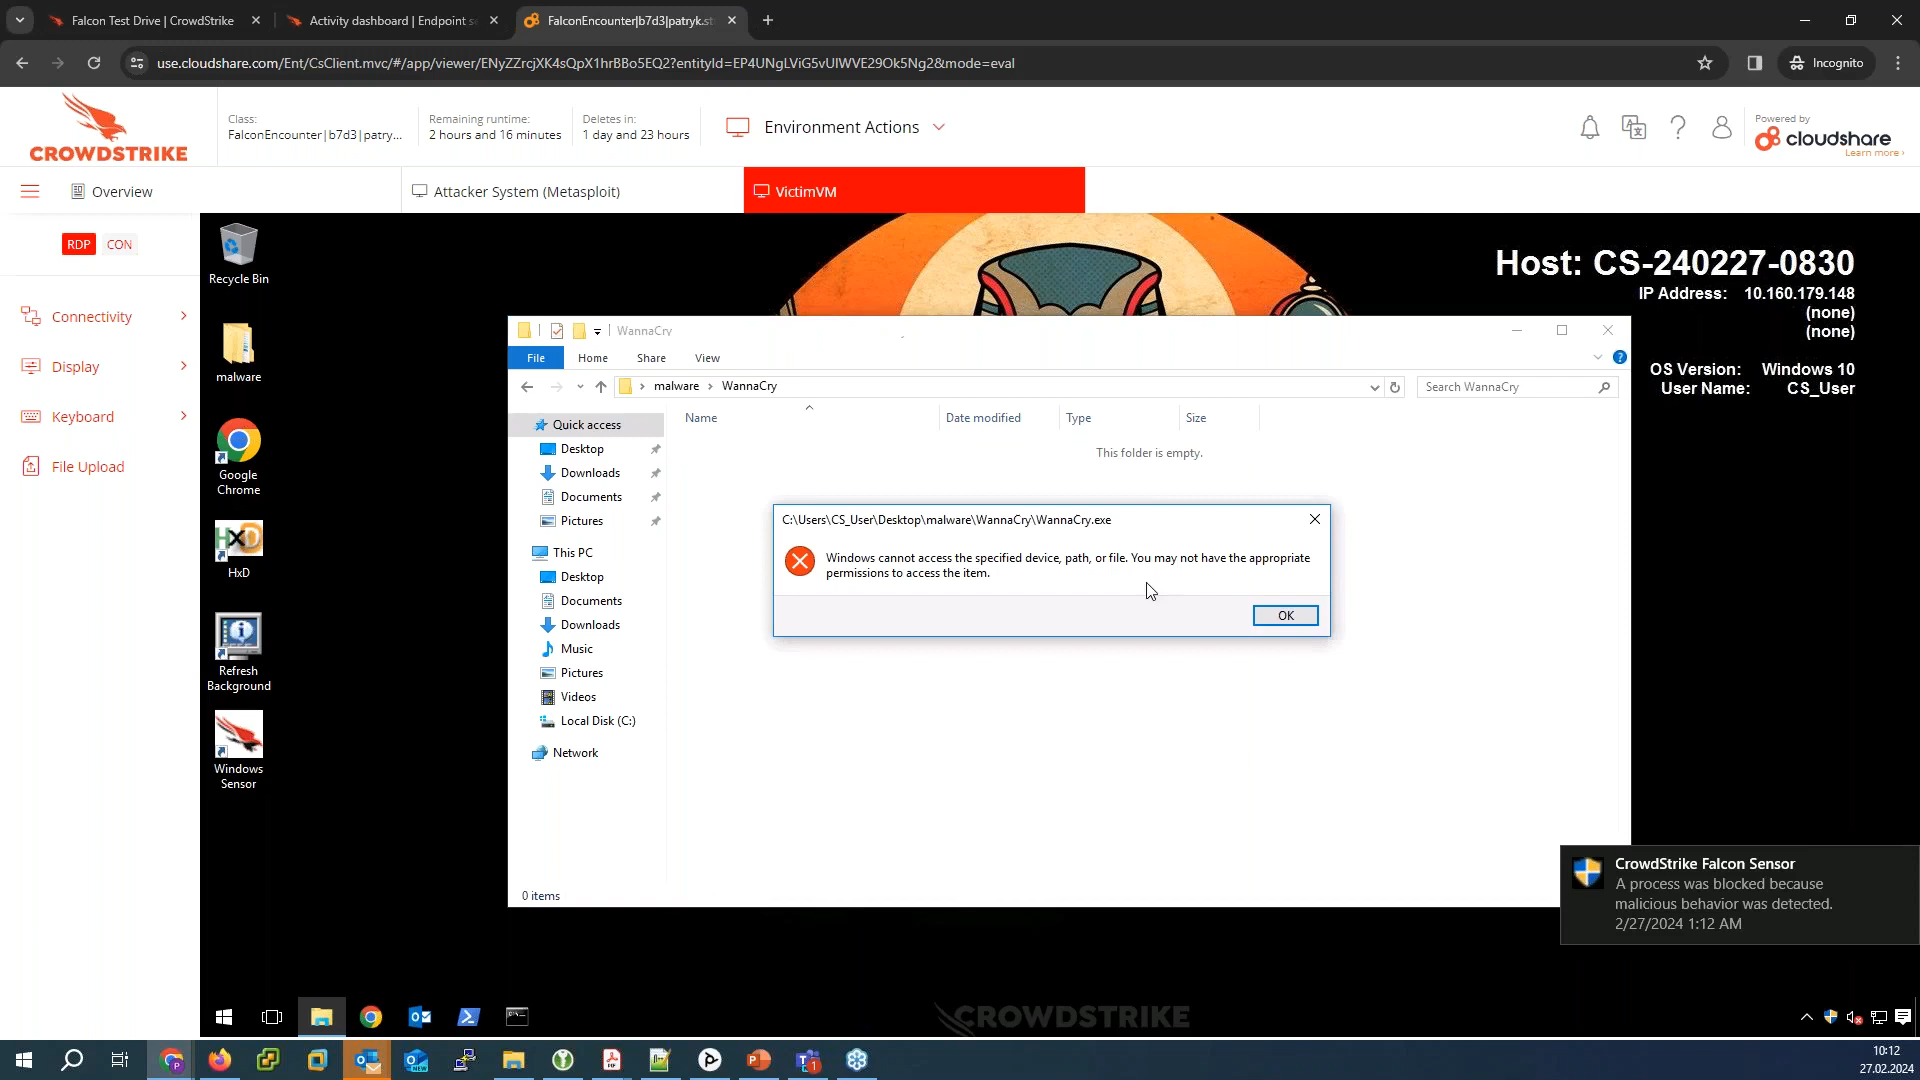 Falcon Test Drive | CrowdStrike
Activity dashboard | Endpoint se
FalconEncounter|b7d3|patryk.st
use.cloudshare.com/Ent/CsClient.mvc/#/app/viewer/ENyZZrcjXK4sQpX1hrBBo5EQ2?entityId=EP4UNgLViG5vUIWVE29Ok5Ng2&mode=eval
Incognito
CROWDSTRIKE
Class:
FalconEncounter|b7d3|patry...
Remaining runtime:
2 hours and 16 minutes
Deletes in:
1 day and 23 hours
Environment Actions
Powered by
cloudshare
Learn more ›
Overview
Attacker System (Metasploit)
VictimVM
RDP
CON
Connectivity
Display
Keyboard
File Upload
Recycle Bin
malware
Google
Chrome
HxD
HxD
Refresh
Background
Windows
Sensor
Host: CS-240227-0830
IP Address: 10.160.179.148
(none)
(none)
OS Version: Windows 10
User Name: CS_User
WannaCry
File
Home
Share
View
malware › WannaCry
Search WannaCry
Name
Date modified
Type
Size
This folder is empty.
Quick access
Desktop
Downloads
Documents
Pictures
This PC
Desktop
Documents
Downloads
Music
Pictures
Videos
Local Disk (C:)
Network
0 items
C:\Users\CS_User\Desktop\malware\WannaCry\WannaCry.exe
Windows cannot access the specified device, path, or file. You may not have the appropriate
permissions to access the item.
OK
CrowdStrike Falcon Sensor
A process was blocked because
malicious behavior was detected.
2/27/2024 1:12 AM
CROWDSTRIKE
10:12
27.02.2024